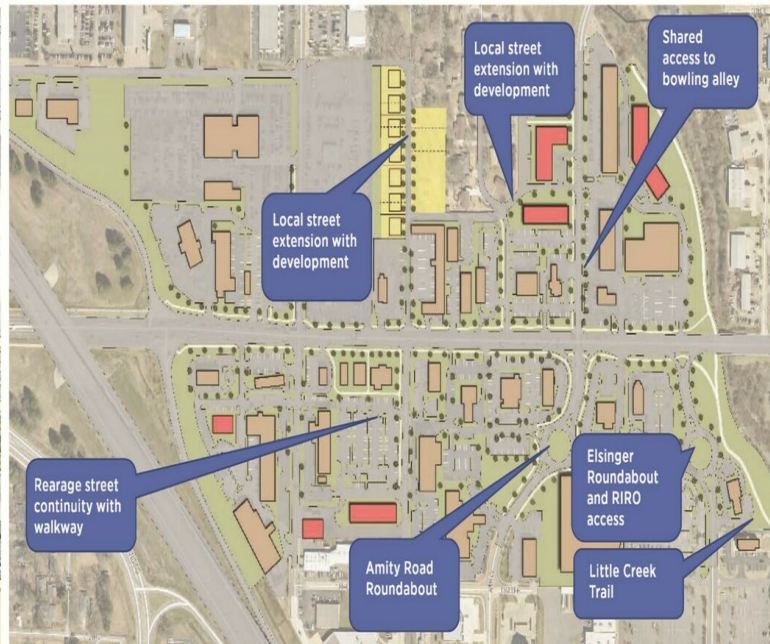 Local street
extension with
development
Shared
access to
bowling alley
Local street
extension with
development
Rearage street
continuity with
walkway
Amity Road
Roundabout
Elsinger
Roundabout
and RIRO
access
Little Creek
Trail